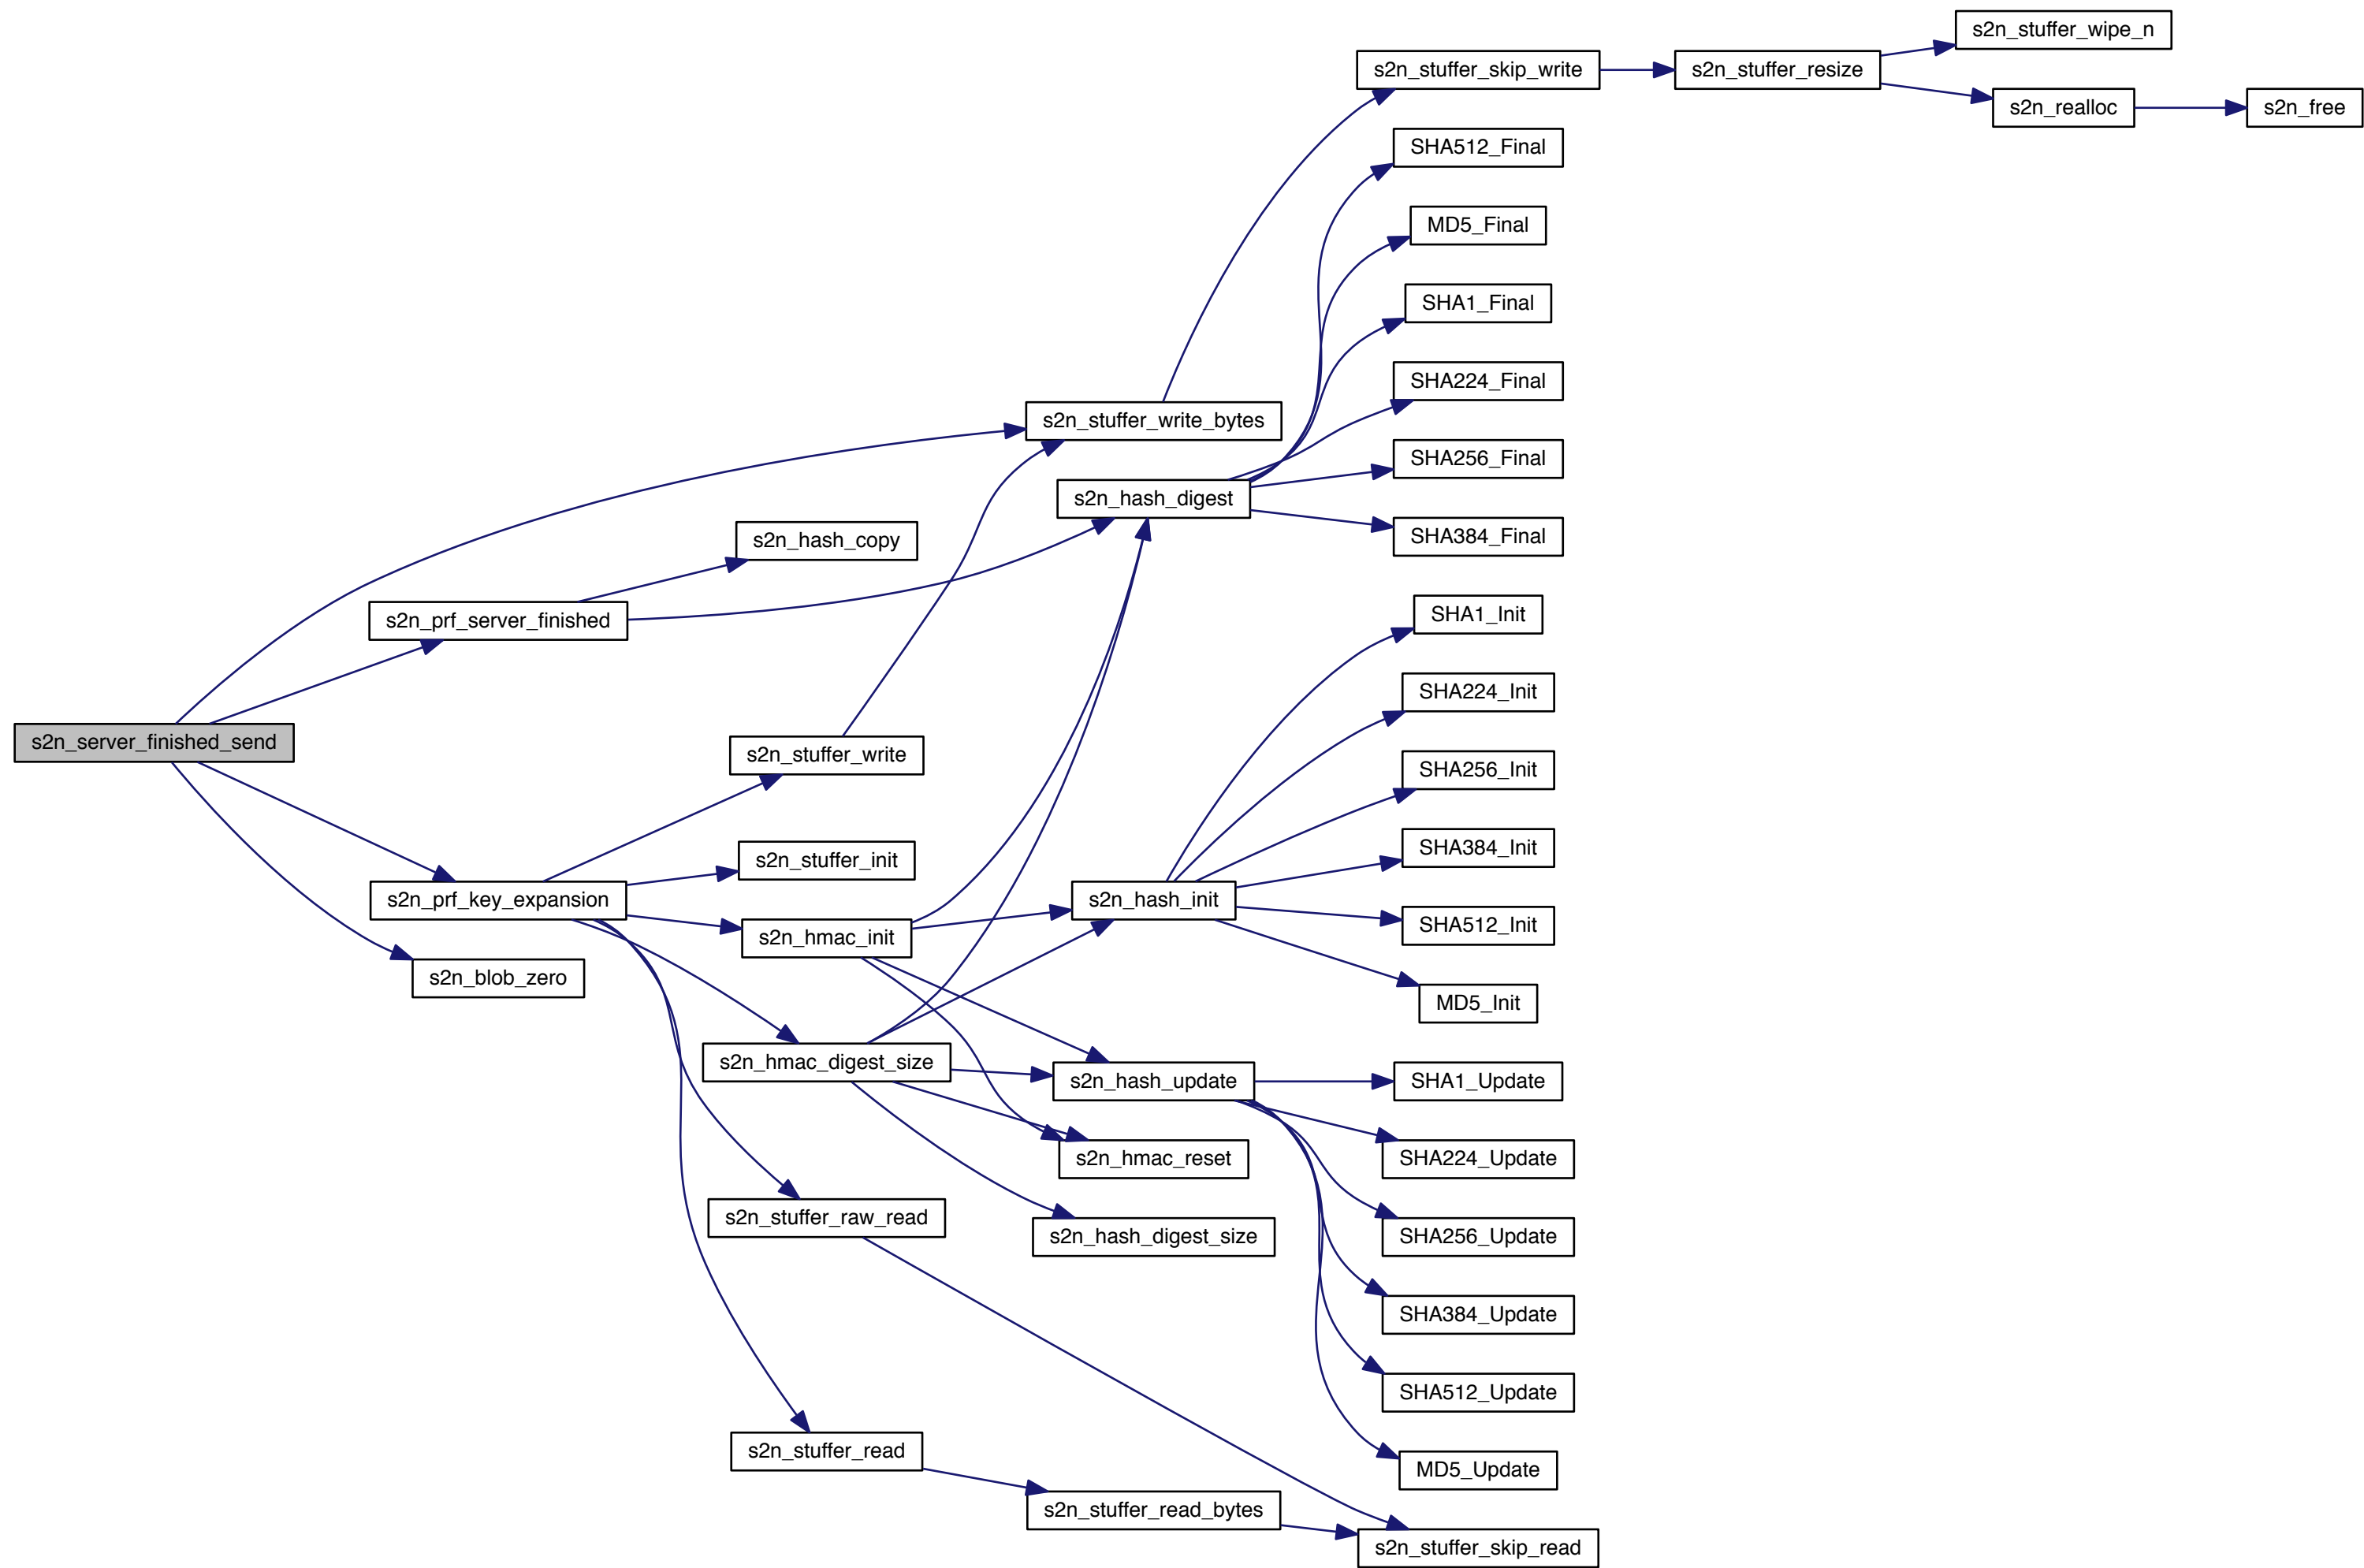 s2n_stuffer_wipe_n
s2n_stuffer_skip_write
s2n_stuffer_resize
s2n_realloc
s2n_free
SHA512_Final
MD5_Final
SHA1_Final
SHA224_Final
s2n_stuffer_write_bytes
SHA256_Final
s2n_hash_digest
SHA384_Final
s2n_hash_copy
s2n_prf_server_finished
SHA1_Init
SHA224_Init
s2n_server_finished_send
s2n_stuffer_write
SHA256_Init
SHA384_Init
s2n_stuffer_init
s2n_prf_key_expansion
s2n_hash_init
SHA512_Init
s2n_hmac_init
s2n_blob_zero
MD5_Init
s2n_hmac_digest_size
s2n_hash_update
SHA1_Update
s2n_hmac_reset
SHA224_Update
s2n_stuffer_raw_read
s2n_hash_digest_size
SHA256_Update
SHA384_Update
SHA512_Update
s2n_stuffer_read
MD5_Update
s2n_stuffer_read_bytes
s2n_stuffer_skip_read